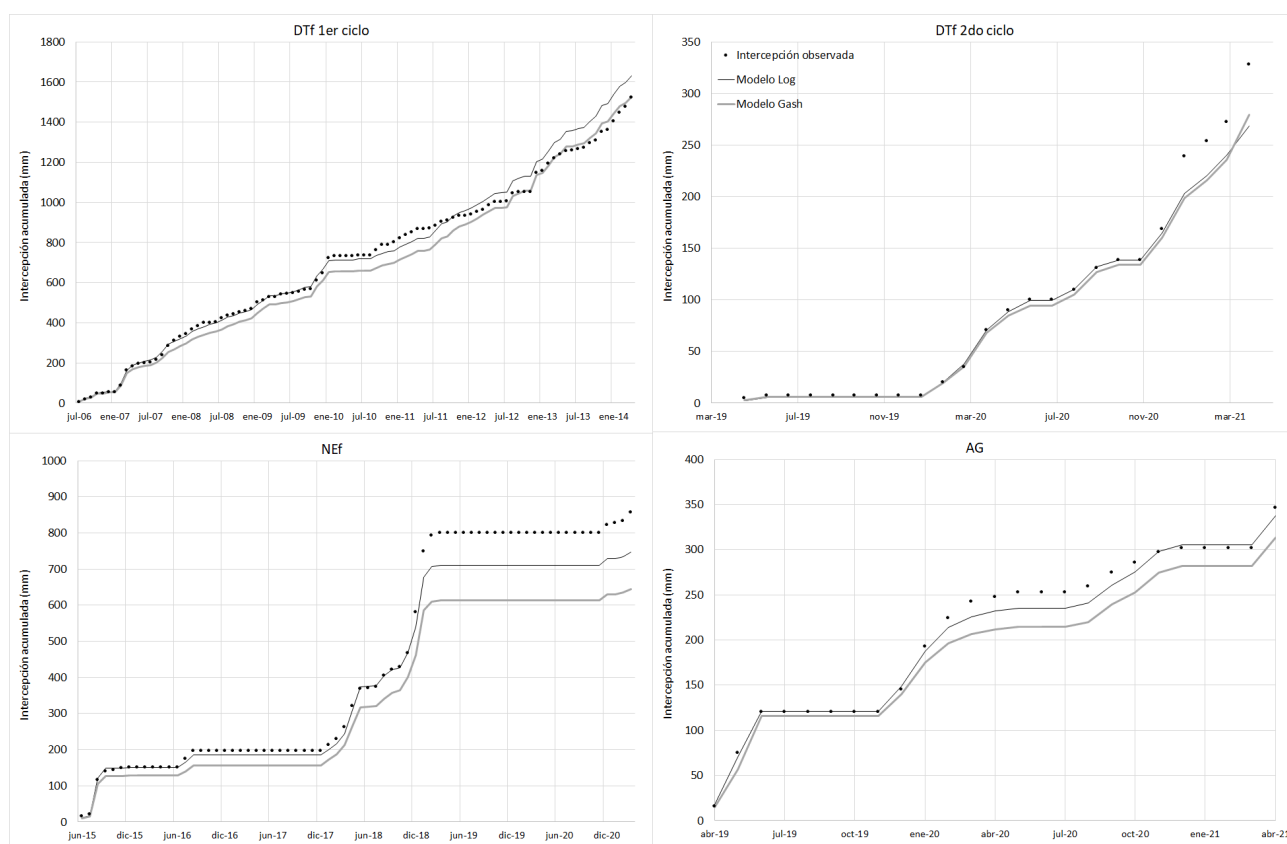 DTf 1er ciclo
Intercepción acumulada (mm)
1800
1600
1400
1200
1000
800
600
400
200
0
jul-06 ene-07 jul-07 ene-08 jul-08 ene-09 jul-09 ene-10 jul-10 ene-11 jul-11 ene-12 jul-12 ene-13 jul-13 ene-14
DTf 2do ciclo
Intercepción observada
Modelo Log
Modelo Gash
Intercepción acumulada (mm)
350
300
250
200
150
100
50
0
mar-19 jul-19 nov-19 mar-20 jul-20 nov-20 mar-21
NEf
Intercepción acumulada (mm)
1000
900
800
700
600
500
400
300
200
100
0
jun-15 dic-15 jun-16 dic-16 jun-17 dic-17 jun-18 dic-18 jun-19 dic-19 jun-20 dic-20
AG
Intercepción acumulada (mm)
400
350
300
250
200
150
100
50
0
abr-19 jul-19 oct-19 ene-20 abr-20 jul-20 oct-20 ene-21 abr-21